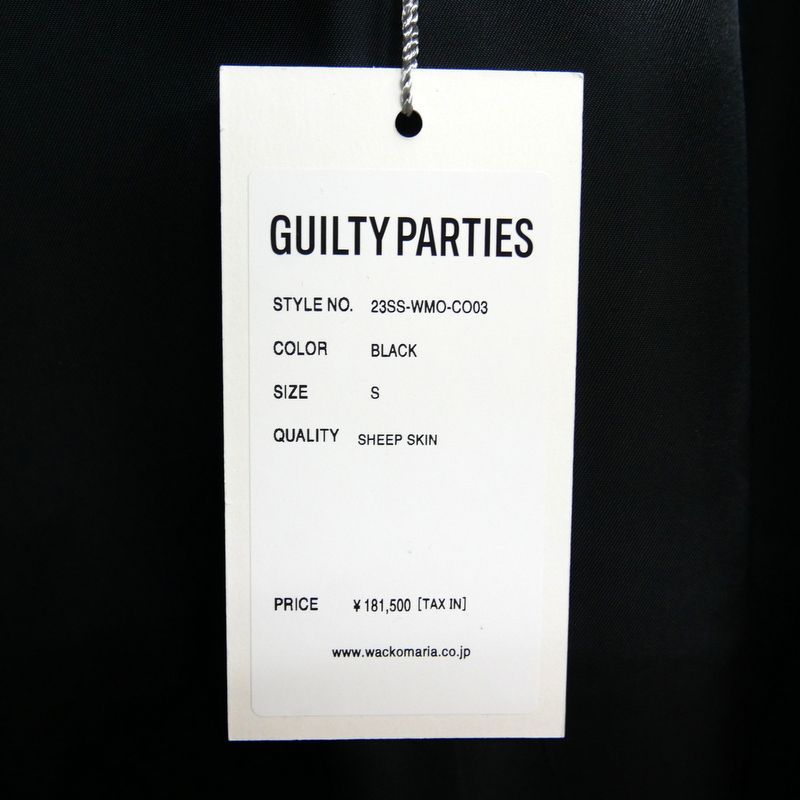 GUILTY PARTIES
STYLE NO. 23SS-WMO-CO03
COLOR BLACK
SIZE S
QUALITY SHEEP SKIN
PRICE ¥181,500 [TAX IN]
www.wackomaria.co.jp